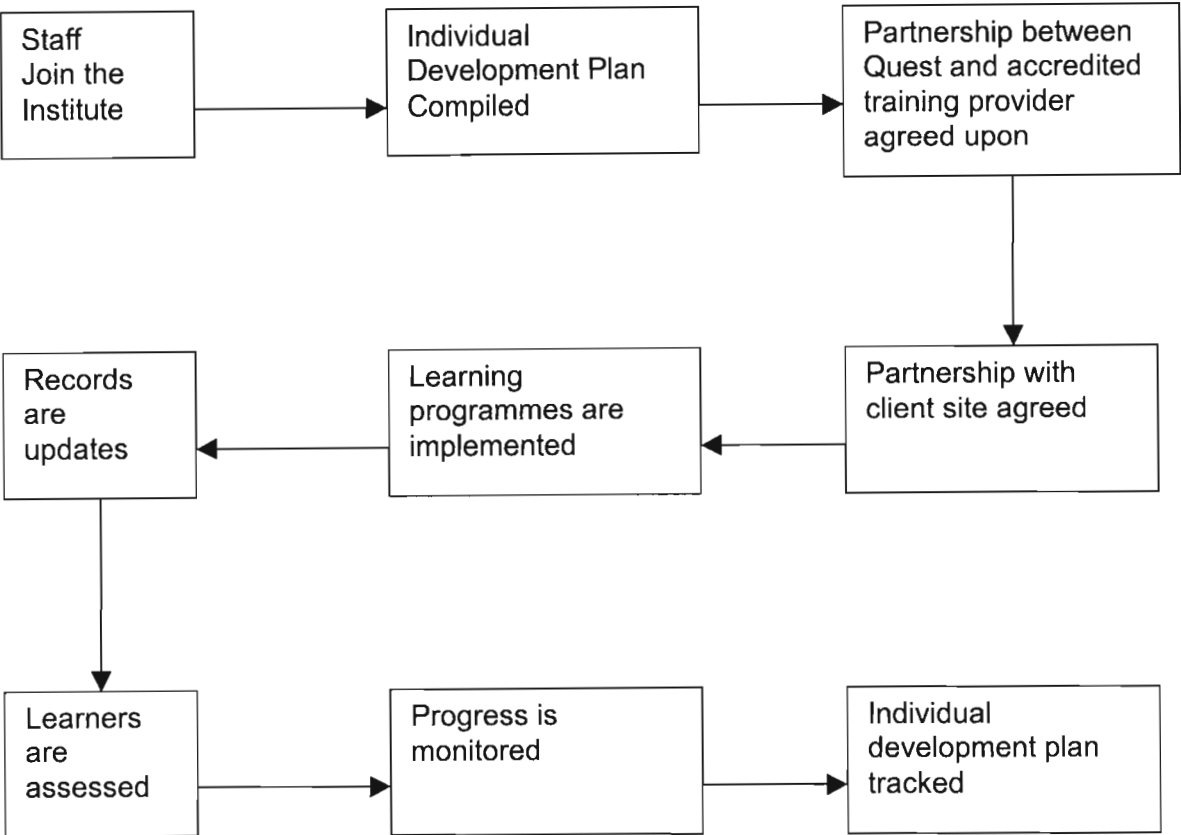 Staff
Join the
Institute
Individual
Development Plan
Compiled
Partnership between
Quest and accredited
training provider
agreed upon
Partnership with
client site agreed
Learning
programmes are
implemented
Records
are
updates
Learners
are
assessed
Progress is
monitored
Individual
development plan
tracked